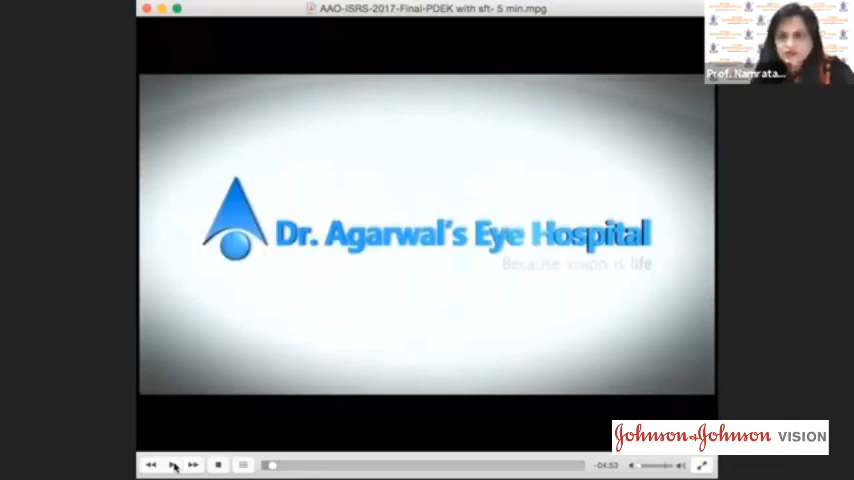 AAO-ISRS-2017-Final-PDEK with sft- 5 min.mpg
Prof. Namrata...
Dr. Agarwal's Eye Hospital
Because vision is life
Johnson & Johnson VISION
-04:53